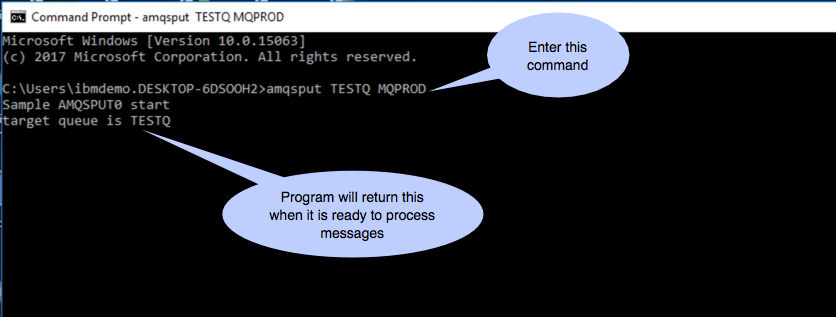 Command Prompt - amqsput TESTQ MQPROD
Microsoft Windows [Version 10.0.15063]
(c) 2017 Microsoft Corporation. All rights reserved.
C:\Users\ibmdemo.DESKTOP-6DSOOH2>amqsput TESTQ MQPROD
Sample AMQSPUT0 start
target queue is TESTQ
Enter this
command
Program will return this
when it is ready to process
messages